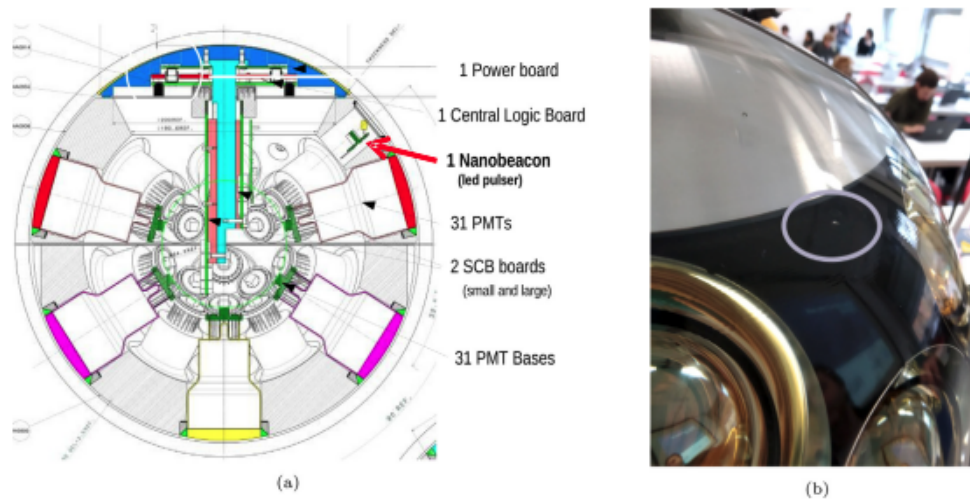 1 Power board
1 Central Logic Board
1 Nanobeacon
(led pulser)
31 PMTs
2 SCB boards
(small and large)
31 PMT Bases
(a)
(b)